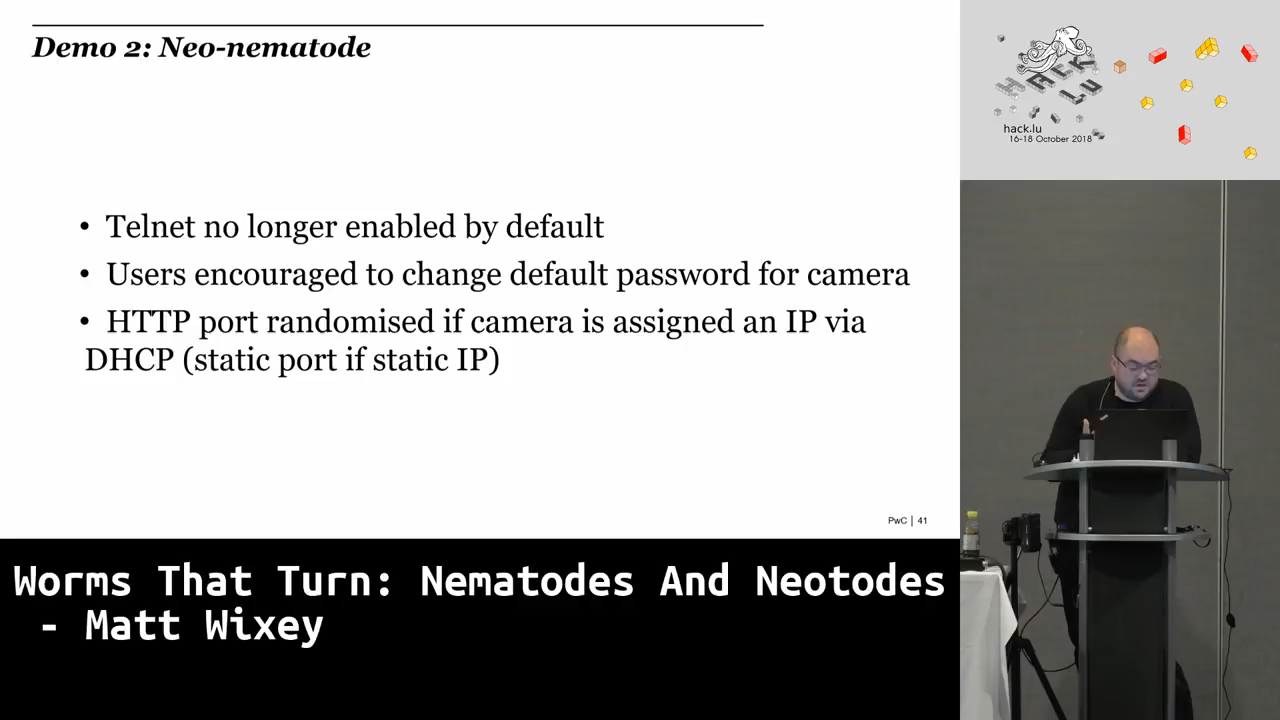 Demo 2: Neo-nematode
• Telnet no longer enabled by default
• Users encouraged to change default password for camera
• HTTP port randomised if camera is assigned an IP via
DHCP (static port if static IP)
PwC | 41
HACK
LU
hack.lu
16-18 October 2018
Worms That Turn: Nematodes And Neotodes
- Matt Wixey